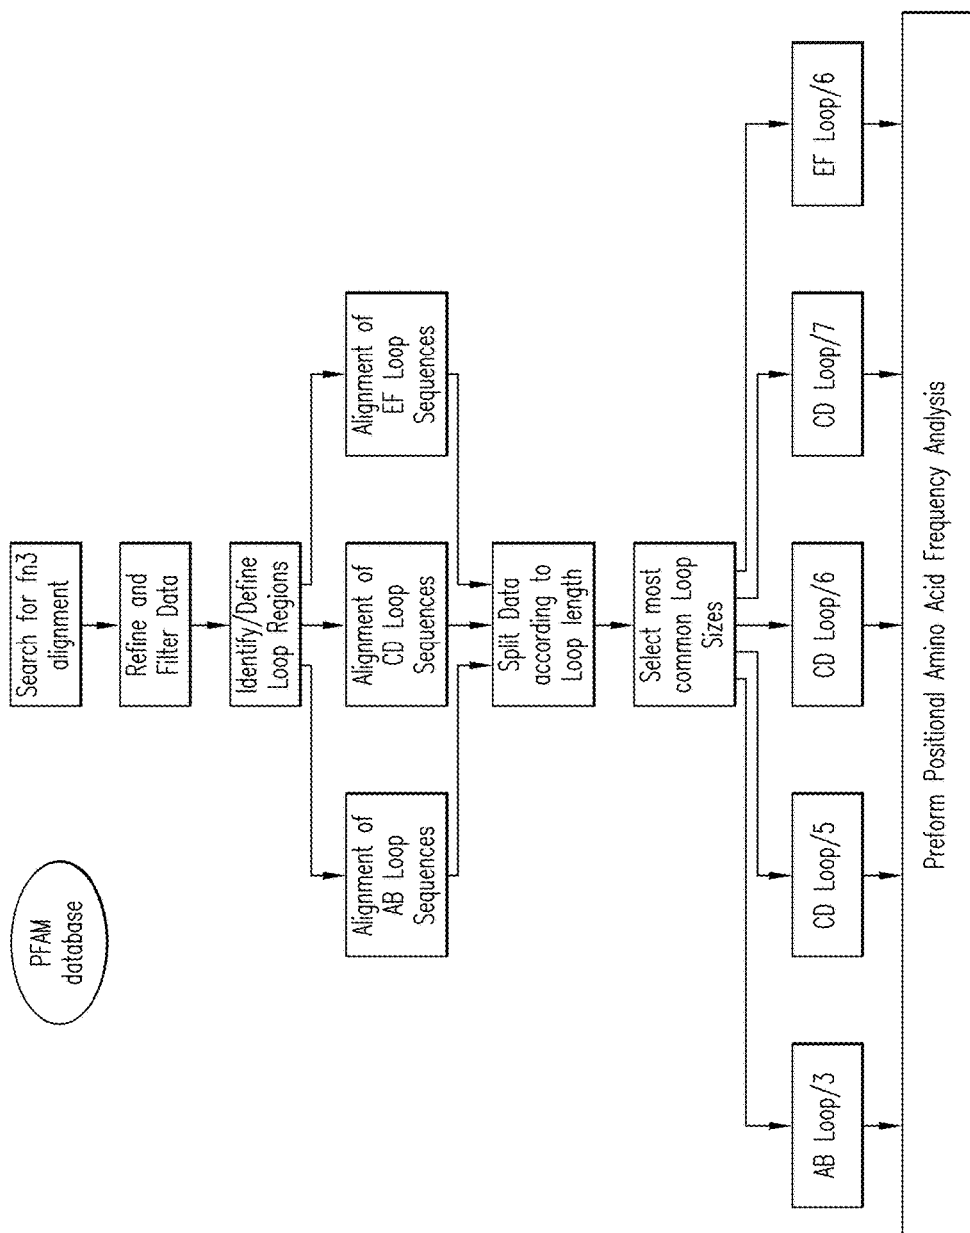 PFAM
database
Search for fn3
alignment
Refine and
Filter Data
Identify/Define
Loop Regions
Alignment of
AB Loop
Sequences
Alignment of
CD Loop
Sequences
Alignment of
EF Loop
Sequences
Split Data
according to
Loop length
Select most
common Loop
Sizes
AB Loop/3
CD Loop/5
CD Loop/6
CD Loop/7
EF Loop/6
Preform Positional Amino Acid Frequency Analysis